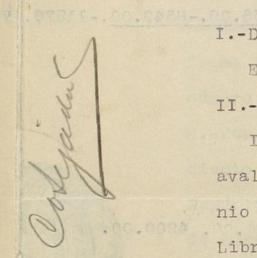 Cotejado
I.-D
E
II.-
I
aval
nio
Libr